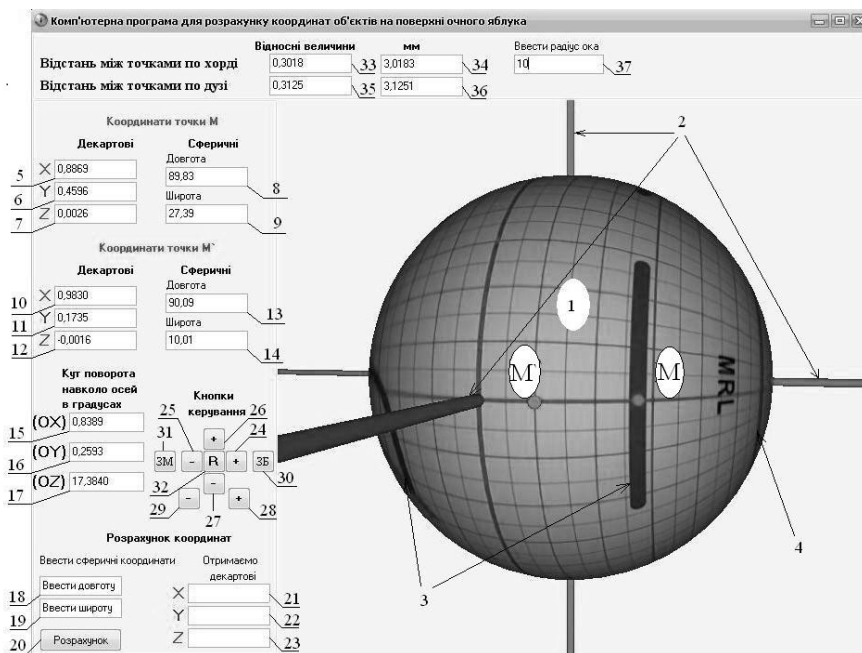 Комп'ютерна програма для розрахунку координат об'єктів на поверхні очного яблука
Відносні величини мм Ввести радіус ока
Відстань між точками по хорді 0,3018 33 3,0183 34 10 37
Відстань між точками по дузі 0,3125 35 3,1251 36
Координати точки М
Декартові Сферичні
Довгота
5 X 0,8869 89,83 8
6 Y 0,4596 Широта
7 Z 0,0026 27,39 9
Координати точки М`
Декартові Сферичні
Довгота
10 X 0,9830 90,09 13
11 Y 0,1735 Широта
12 Z -0,0016 10,01 14
Кут поворота
навколо осей
в градусах
15 (OX) 0,8389
16 (OY) 0,2593
17 (OZ) 17,3840
Кнопки
керування
25 26
31 + 24
ЗМ - R + ЗБ
32 - 30
29 - 27 + 28
Розрахунок координат
Ввести сферичні координати Отримаємо
декартові
18 Ввести довготу X 21
19 Ввести широту Y 22
20 Розрахунок Z 23
2
1
М` М
MRL
3
4